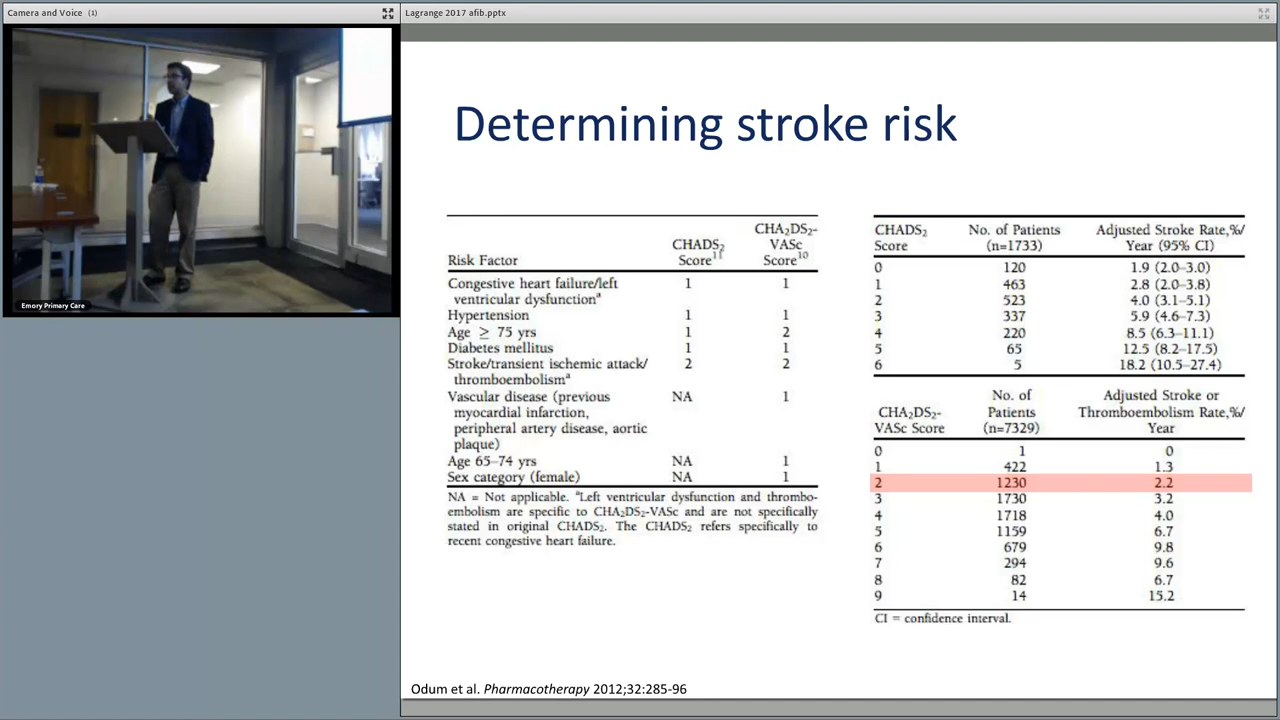 Camera and Voice (1)
Lagrange 2017 afib.pptx
Emory Primary Care
Determining stroke risk
Risk Factor CHADS2 Score11 CHA2DS2-VASc Score10
Congestive heart failure/left 1 1
ventricular dysfunctiona
Hypertension 1 1
Age ≥ 75 yrs 1 2
Diabetes mellitus 1 1
Stroke/transient ischemic attack/ 2 2
thromboembolisma
Vascular disease (previous NA 1
myocardial infarction,
peripheral artery disease, aortic
plaque)
Age 65–74 yrs NA 1
Sex category (female) NA 1
NA = Not applicable. aLeft ventricular dysfunction and thrombo-
embolism are specific to CHA2DS2-VASc and are not specifically
stated in original CHADS2. The CHADS2 refers specifically to
recent congestive heart failure.
CHADS2 No. of Patients Adjusted Stroke Rate,%/
Score (n=1733) Year (95% CI)
0 120 1.9 (2.0–3.0)
1 463 2.8 (2.0–3.8)
2 523 4.0 (3.1–5.1)
3 337 5.9 (4.6–7.3)
4 220 8.5 (6.3–11.1)
5 65 12.5 (8.2–17.5)
6 5 18.2 (10.5–27.4)
No. of Adjusted Stroke or
CHA2DS2- Patients Thromboembolism Rate,%/
VASc Score (n=7329) Year
0 1 0
1 422 1.3
2 1230 2.2
3 1730 3.2
4 1718 4.0
5 1159 6.7
6 679 9.8
7 294 9.6
8 82 6.7
9 14 15.2
CI = confidence interval.
Odum et al. Pharmacotherapy 2012;32:285-96